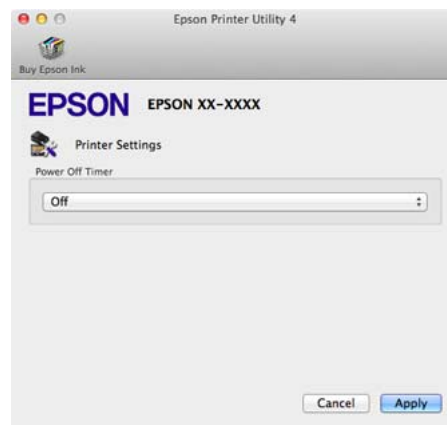 Epson Printer Utility 4
Buy Epson Ink
EPSON EPSON XX-XXXX
Printer Settings
Power Off Timer
Off
Cancel Apply